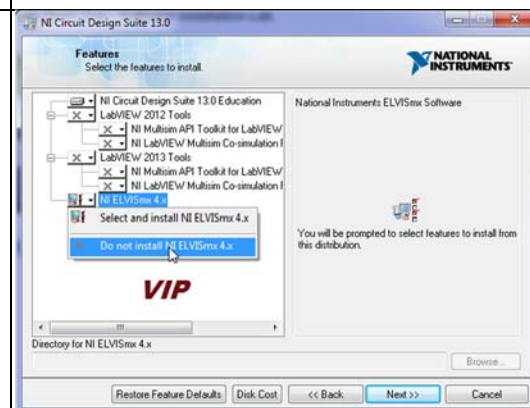 NI Circuit Design Suite 13.0
Features
Select the features to install.
NATIONAL
INSTRUMENTS
NI Circuit Design Suite 13.0 Education
LabVIEW 2012 Tools
NI Multisim API Toolkit for LabVIEW
NI LabVIEW Multisim Co-simulation
LabVIEW 2013 Tools
NI Multisim API Toolkit for LabVIEW
NI LabVIEW Multisim Co-simulation
NI ELVISmx 4.x
Select and install NI ELVISmx 4.x
Do not install NI ELVISmx 4.x
VIP
National Instruments ELVISmx Software
You will be prompted to select features to install from
this distribution.
Directory for NI ELVISmx 4.x
Browse...
Restore Feature Defaults
Disk Cost
<< Back
Next >>
Cancel